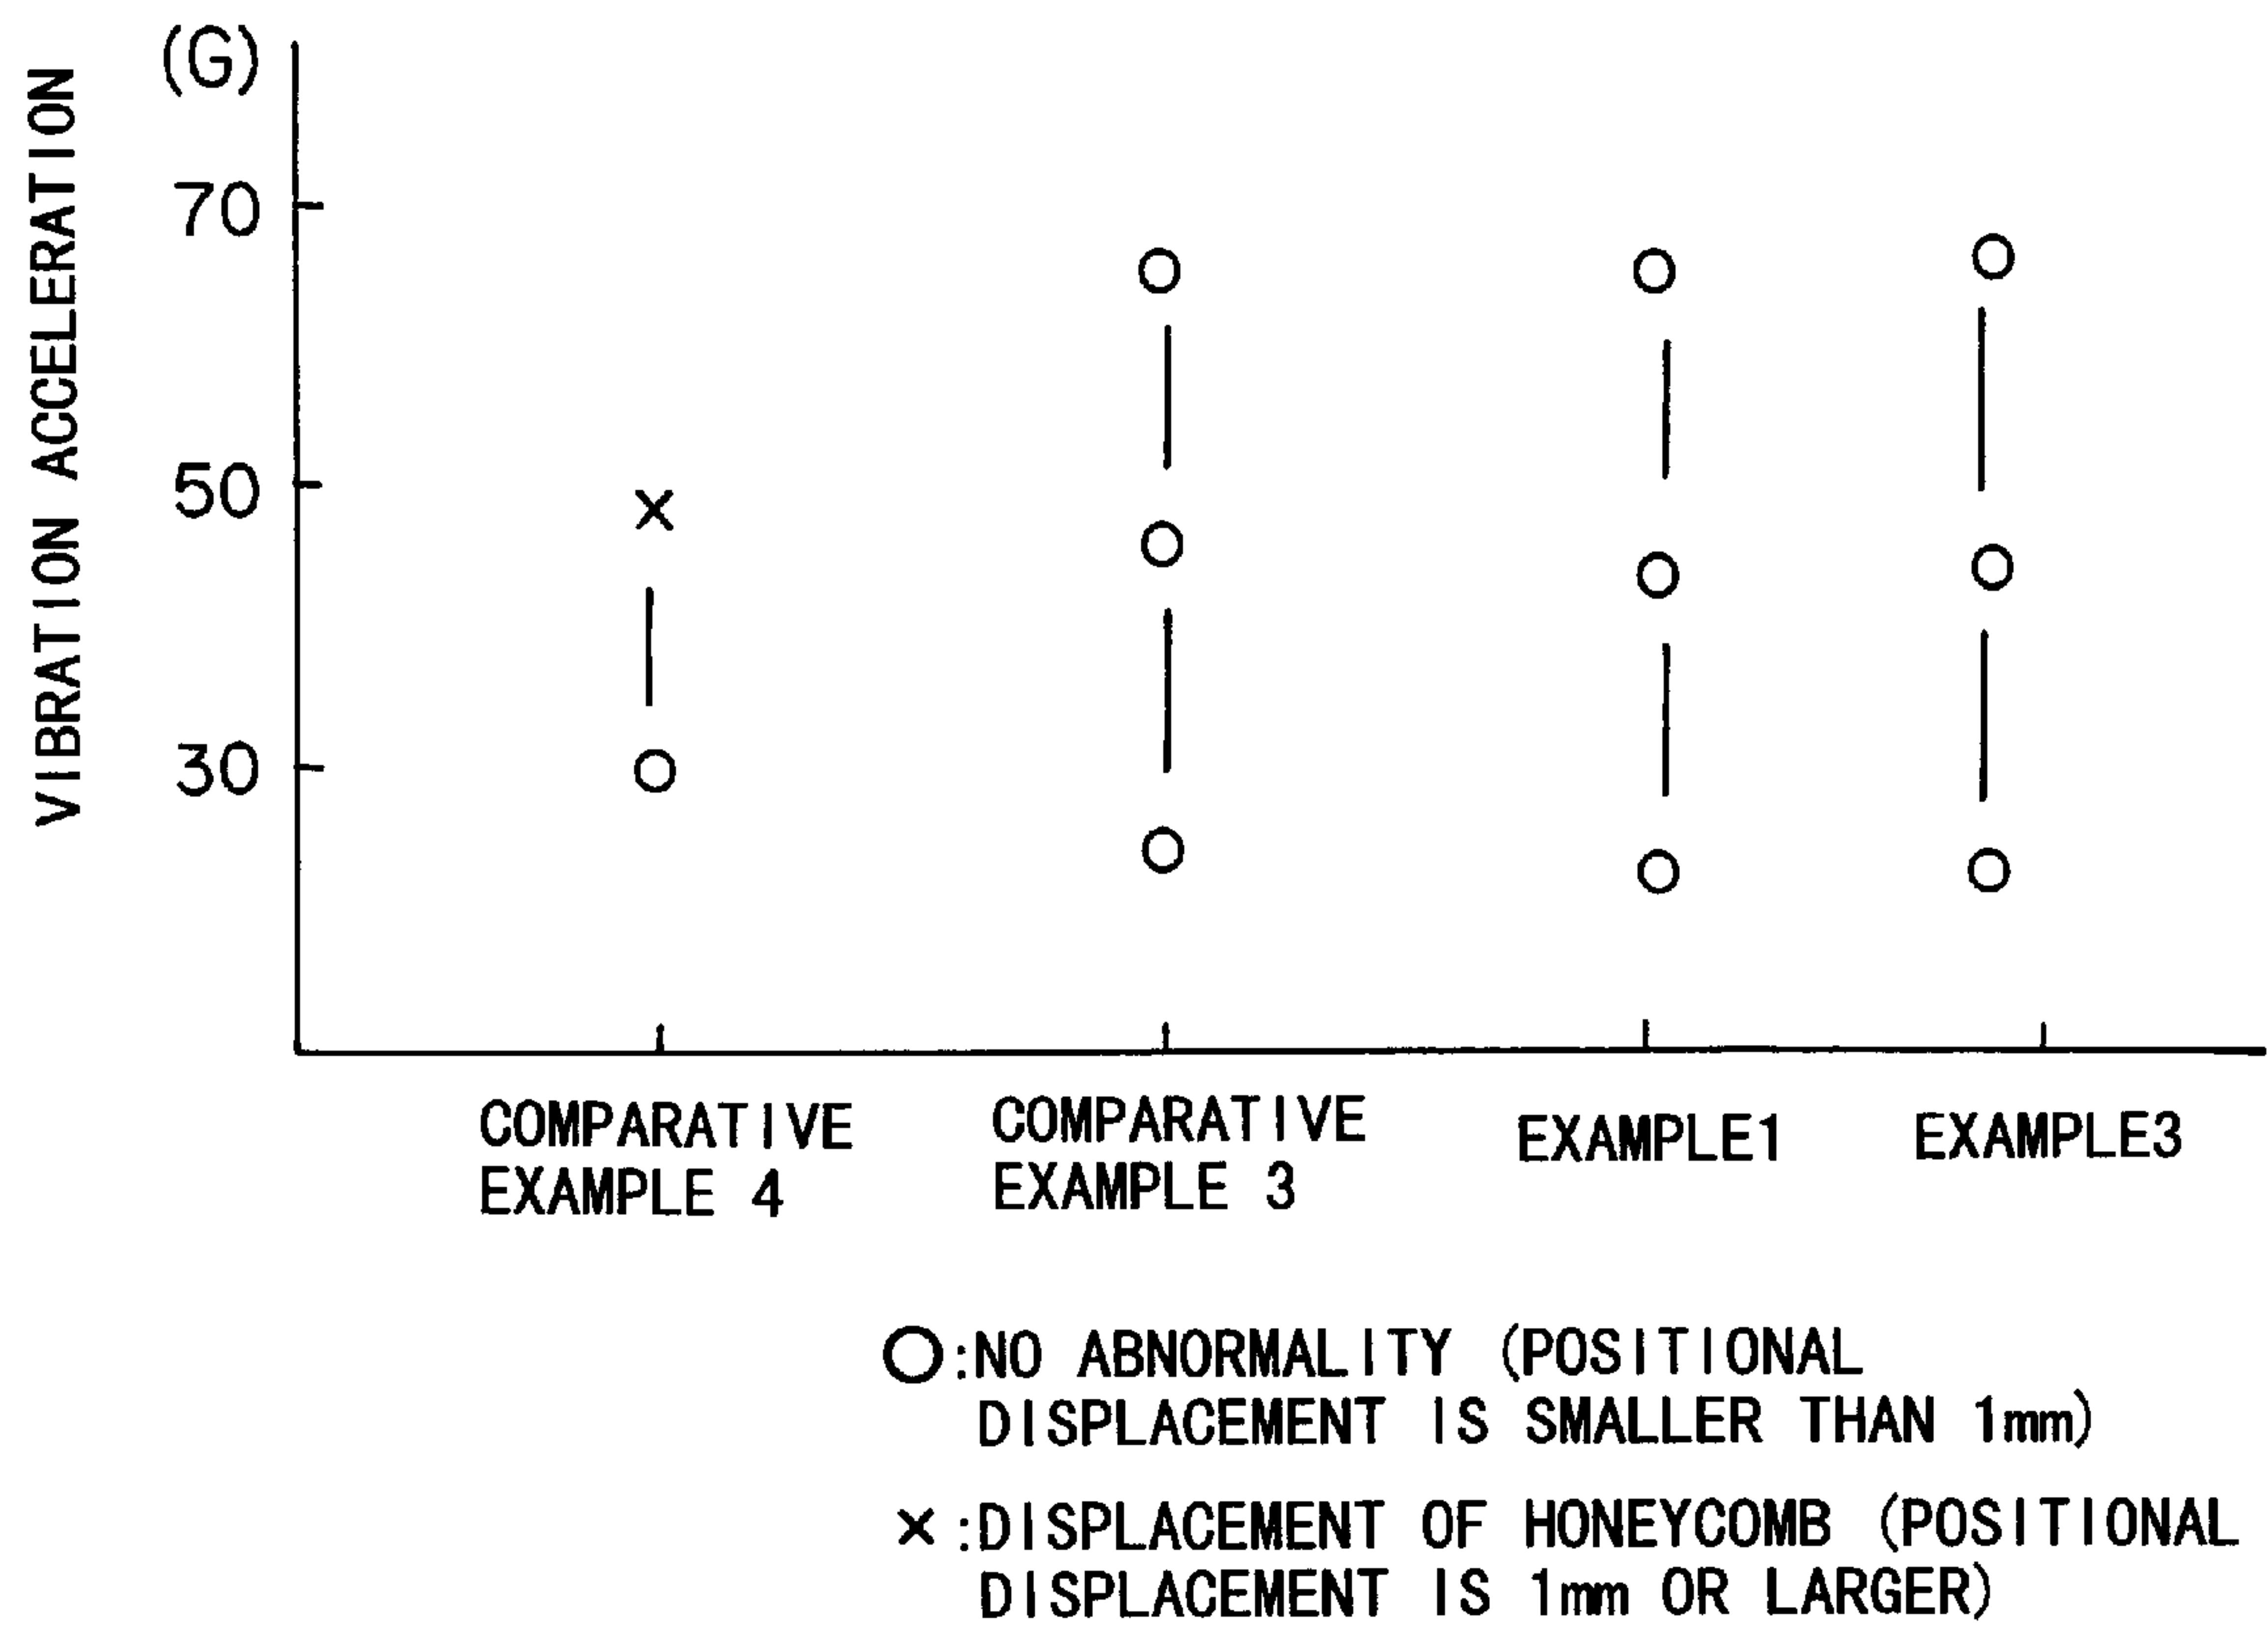 (G)
VIBRATION ACCELERATION
70
50
30
COMPARATIVE
EXAMPLE 4
COMPARATIVE
EXAMPLE 3
EXAMPLE1
EXAMPLE3
○:NO ABNORMALITY (POSITIONAL
DISPLACEMENT IS SMALLER THAN 1mm)
×:DISPLACEMENT OF HONEYCOMB (POSITIONAL
DISPLACEMENT IS 1mm OR LARGER)